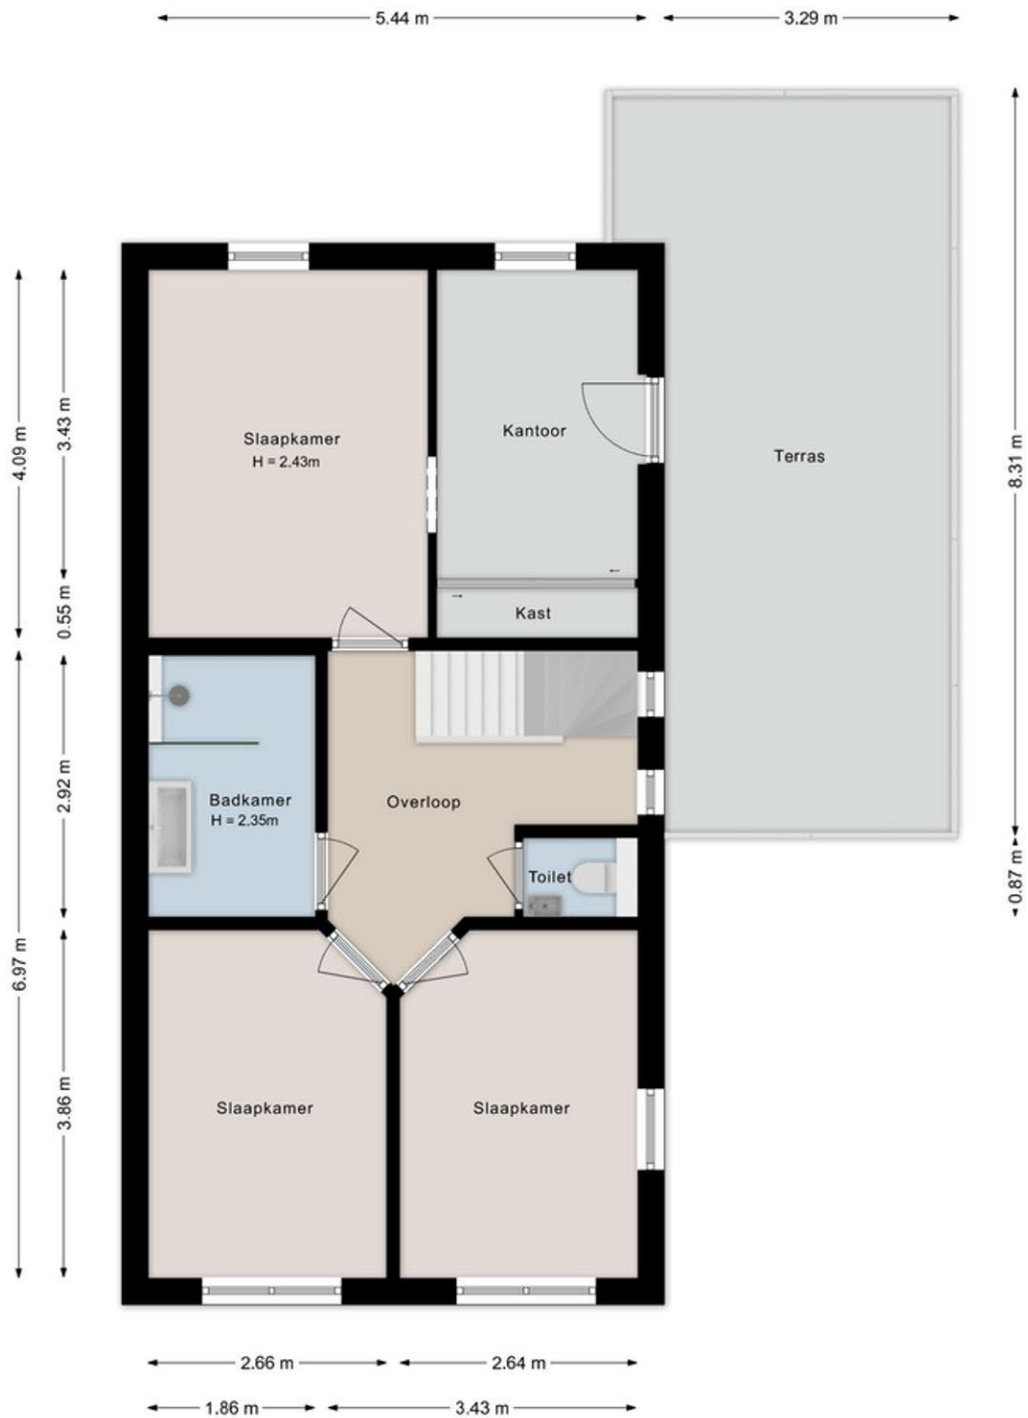 5.44 m
3.29 m
4.09 m
3.43 m
0.55 m
8.31 m
Slaapkamer
H = 2.43m
Kantoor
Terras
Kast
6.97 m
2.92 m
Badkamer
H = 2.35m
Overloop
Toilet
0.87 m
3.86 m
Slaapkamer
Slaapkamer
2.66 m
2.64 m
1.86 m
3.43 m